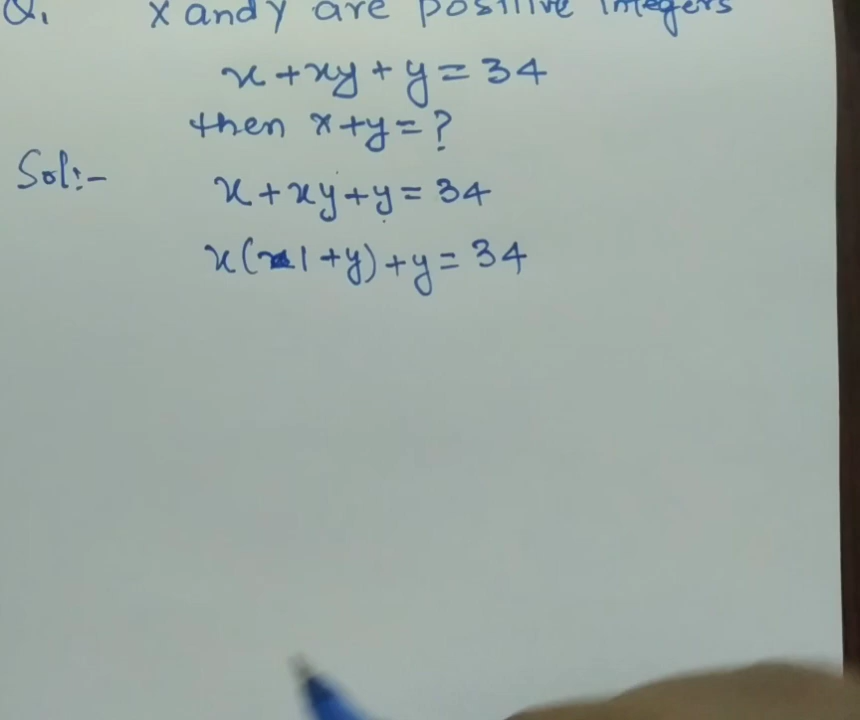 Q. x and y are positive integers
x + xy + y = 34
then x + y = ?
Sol:- x + xy + y = 34
x(1 + y) + y = 34